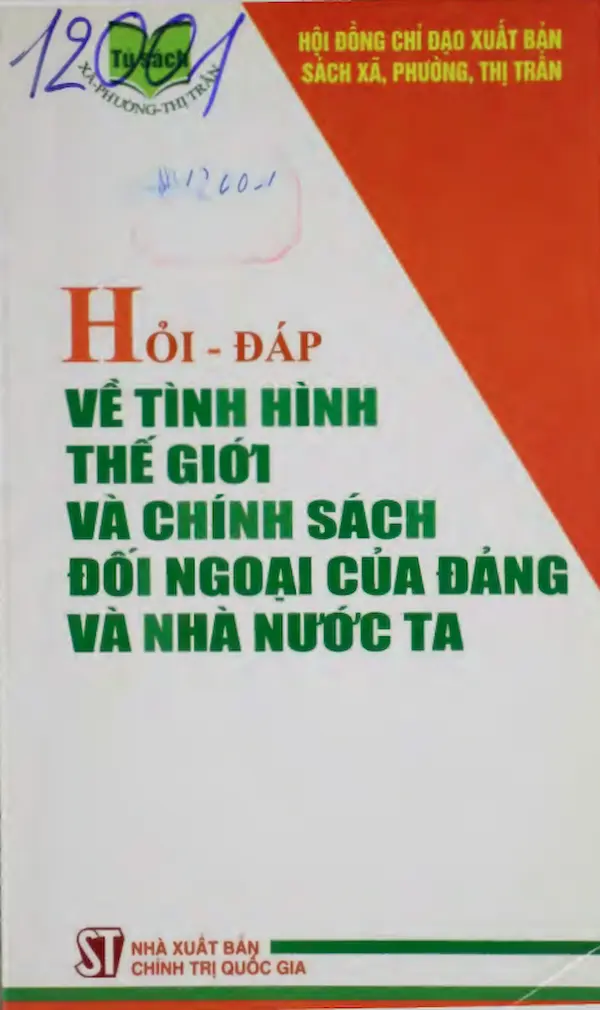 12001
Tủ sách
XÃ-PHƯỜNG-THỊ TRẤN
HỘI ĐỒNG CHỈ ĐẠO XUẤT BẢN
SÁCH XÃ, PHƯỜNG, THỊ TRẤN
HỎI - ĐÁP
VỀ TÌNH HÌNH
THẾ GIỚI
VÀ CHÍNH SÁCH
ĐỐI NGOẠI CỦA ĐẢNG
VÀ NHÀ NƯỚC TA
ST
NHÀ XUẤT BẢN
CHÍNH TRỊ QUỐC GIA